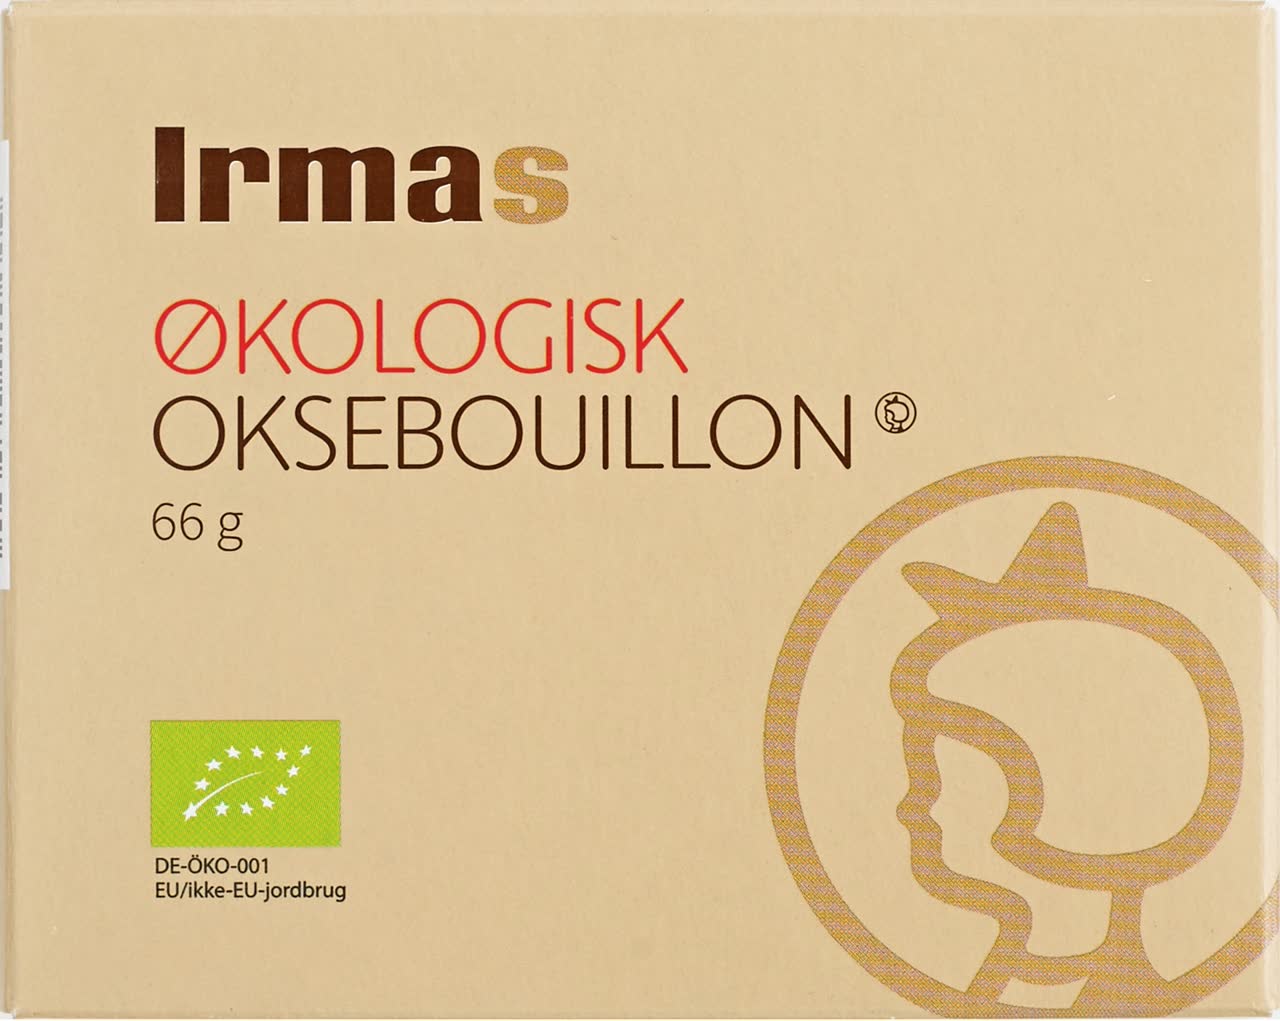 Irmas
ØKOLOGISK
OKSEBOUILLON
66 g
DE-ÖKO-001
EU/ikke-EU-jordbrug